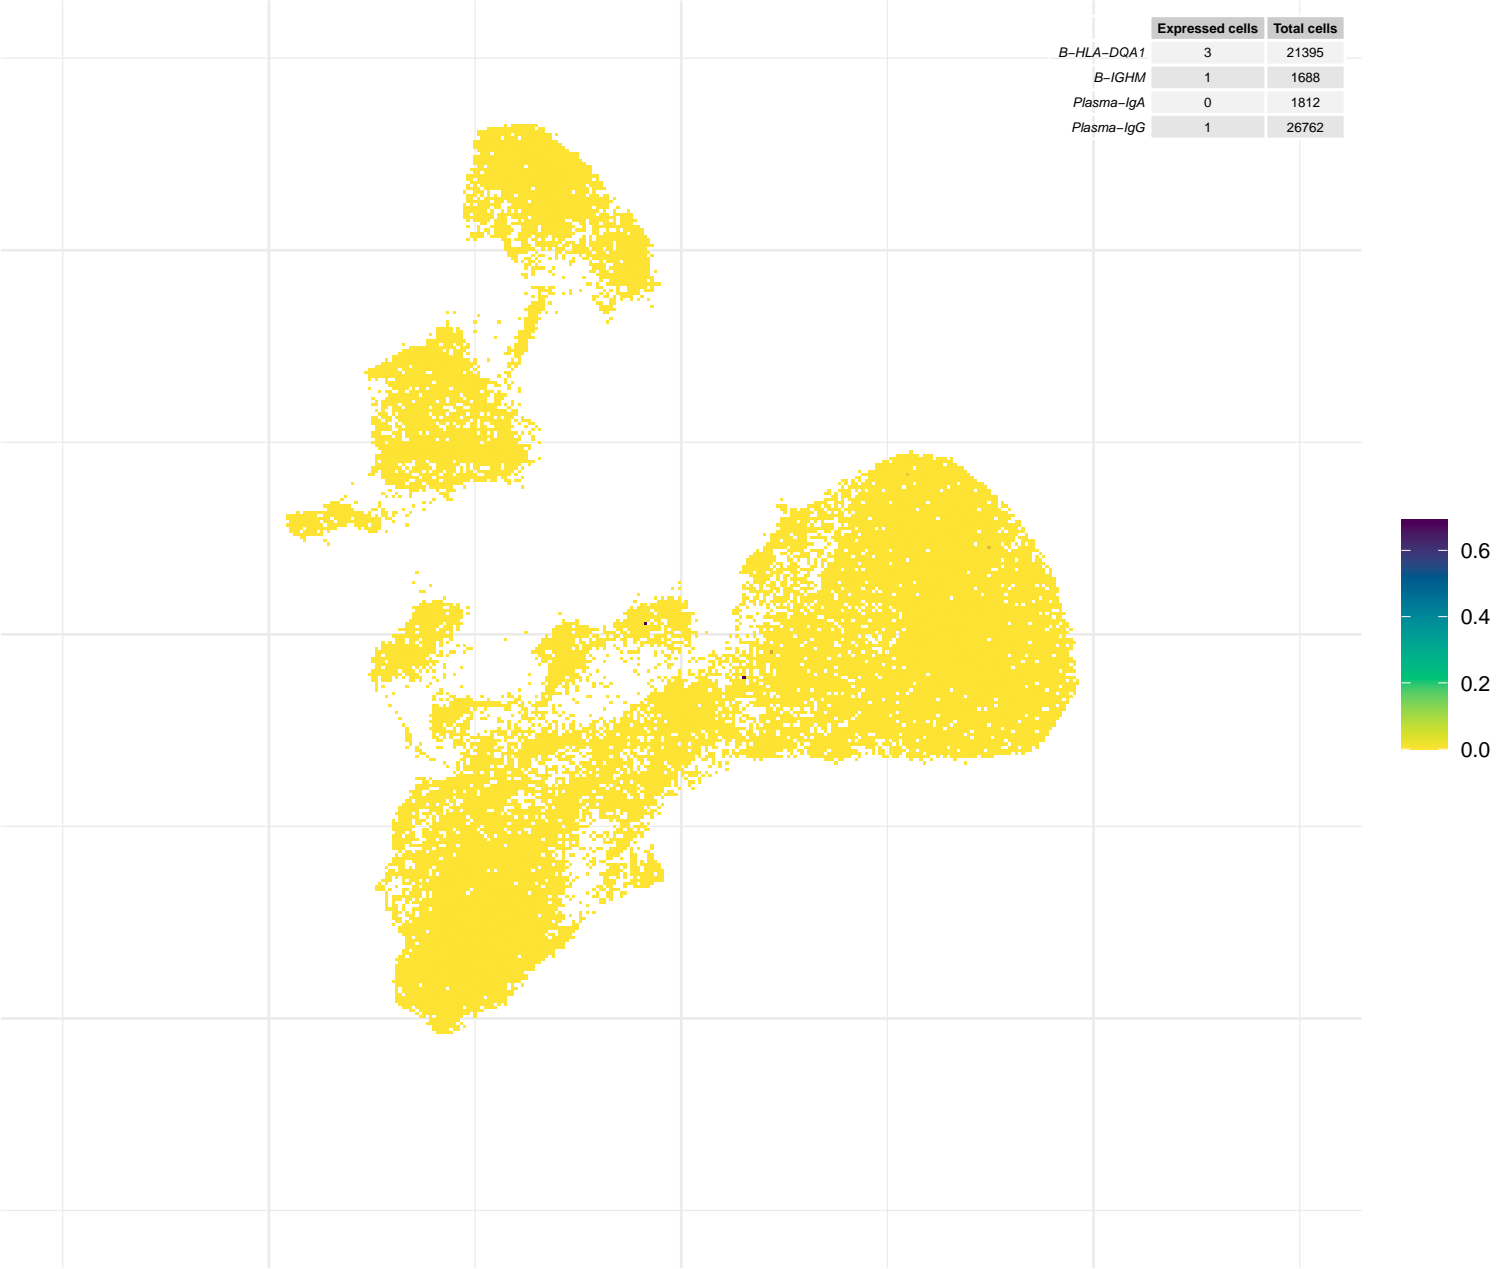 Expressed cells Total cells
B−HLA−DQA1 3 21395
B−IGHM 1 1688
Plasma−IgA 0 1812
Plasma−IgG 1 26762
0.6
0.4
0.2
0.0